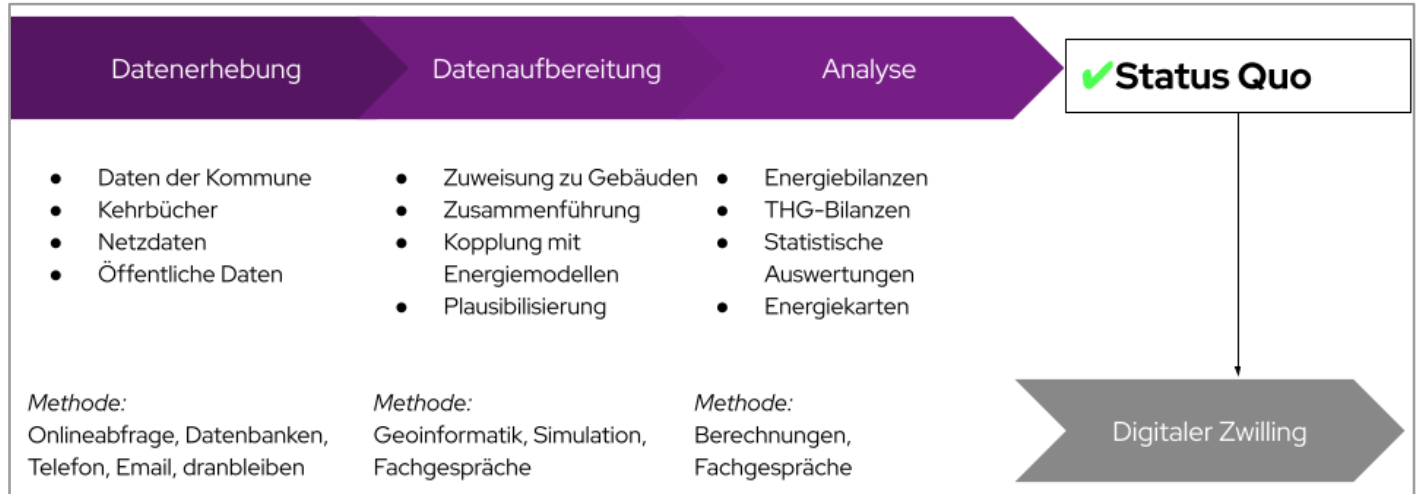 Datenerhebung
Datenaufbereitung
Analyse
✔Status Quo
● Daten der Kommune
● Kehrbücher
● Netzdaten
● Öffentliche Daten
● Zuweisung zu Gebäuden
● Zusammenführung
● Kopplung mit
Energiemodellen
● Plausibilisierung
● Energiebilanzen
● THG-Bilanzen
● Statistische
Auswertungen
● Energiekarten
Methode:
Onlineabfrage, Datenbanken,
Telefon, Email, dranbleiben
Methode:
Geoinformatik, Simulation,
Fachgespräche
Methode:
Berechnungen,
Fachgespräche
Digitaler Zwilling